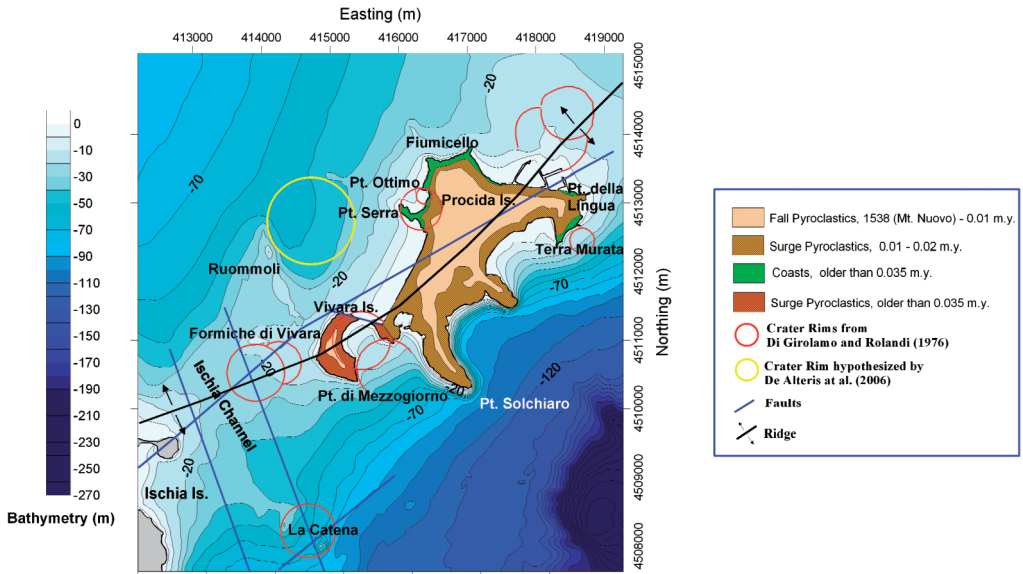 Easting (m)
413000 414000 415000 416000 417000 418000 419000
4515000
4514000
4513000
4512000
4511000
4510000
4509000
4508000
Northing (m)
0
-10
-30
-50
-70
-90
-110
-130
-150
-170
-190
-210
-230
-250
-270
Bathymetry (m)
-20
-70
Fiumicello
Pt. Ottimo
Procida Is.
Pt. della
Lingua
Pt. Serra
Terra Murata
Ruommoli
-20
-70
Vivara Is.
Formiche di Vivara
-20
Ischia Channel
Pt. di Mezzogiorno
-20
-120
-70
Pt. Solchiaro
-20
Ischia Is.
La Catena
Fall Pyroclastics, 1538 (Mt. Nuovo) - 0.01 m.y.
Surge Pyroclastics, 0.01 - 0.02 m.y.
Coasts, older than 0.035 m.y.
Surge Pyroclastics, older than 0.035 m.y.
Crater Rims from
Di Girolamo and Rolandi (1976)
Crater Rim hypothesized by
De Alteris at al. (2006)
Faults
Ridge